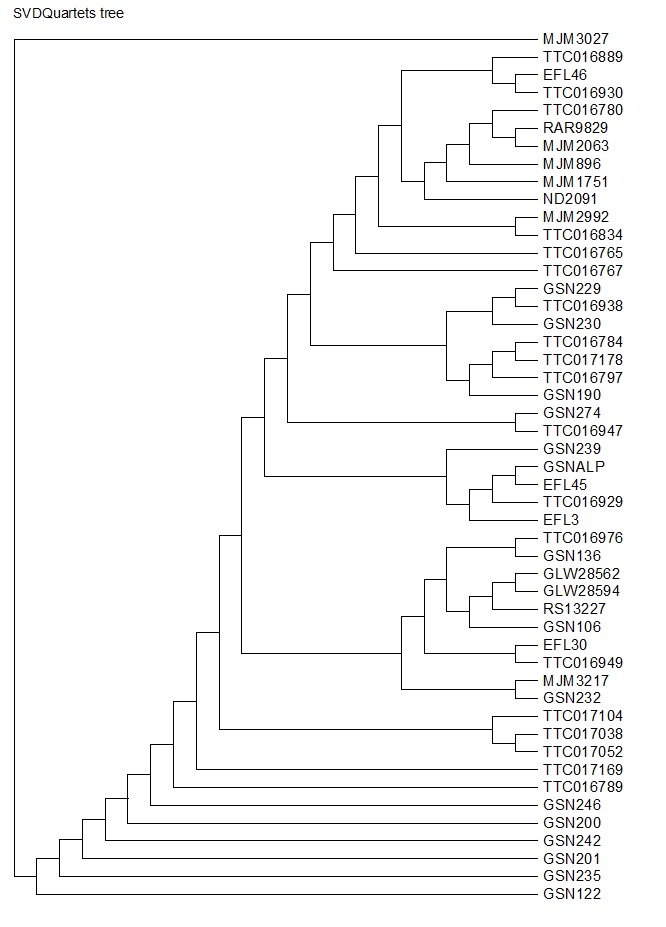 SVDQuartets tree
MJM3027
TTC016889
EFL46
TTC016930
TTC016780
RAR9829
MJM2063
MJM896
MJM1751
ND2091
MJM2992
TTC016834
TTC016765
TTC016767
GSN229
TTC016938
GSN230
TTC016784
TTC017178
TTC016797
GSN190
GSN274
TTC016947
GSN239
GSNALP
EFL45
TTC016929
EFL3
TTC016976
GSN136
GLW28562
GLW28594
RS13227
GSN106
EFL30
TTC016949
MJM3217
GSN232
TTC017104
TTC017038
TTC017052
TTC017169
TTC016789
GSN246
GSN200
GSN242
GSN201
GSN235
GSN122